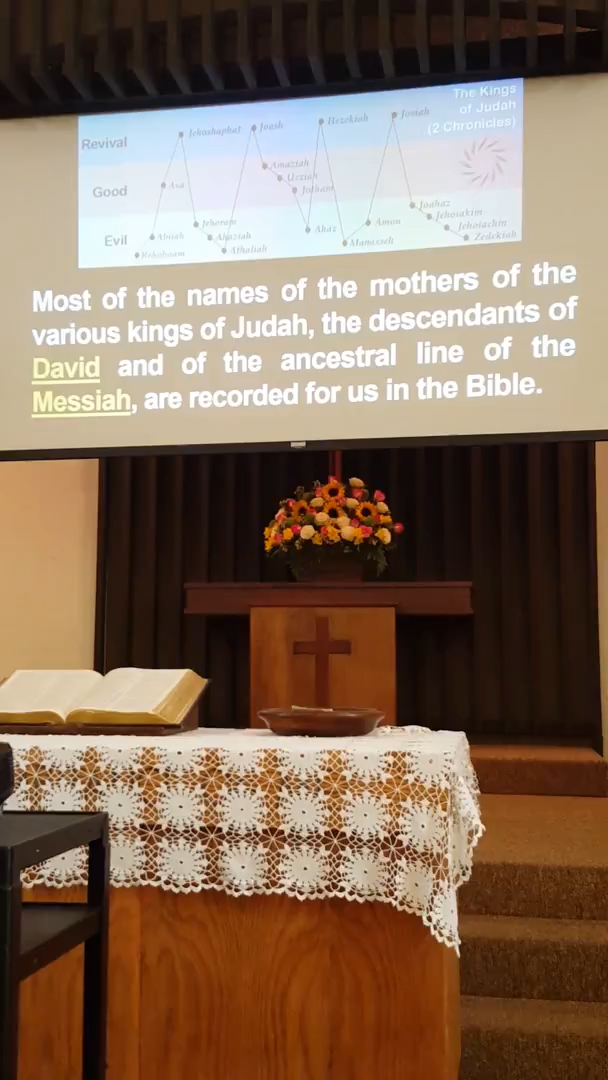 The Kings
of Judah
(2 Chronicles)
Revival
Jehoshaphat
Joash
Hezekiah
Josiah
Good
Asa
Amaziah
Uzziah
Jotham
Evil
Rehoboam
Abijah
Jehoram
Ahaziah
Athaliah
Ahaz
Manasseh
Amon
Joahaz
Jehoiakim
Jehoiachin
Zedekiah
Most of the names of the mothers of the
various kings of Judah, the descendants of
David and of the ancestral line of the
Messiah, are recorded for us in the Bible.